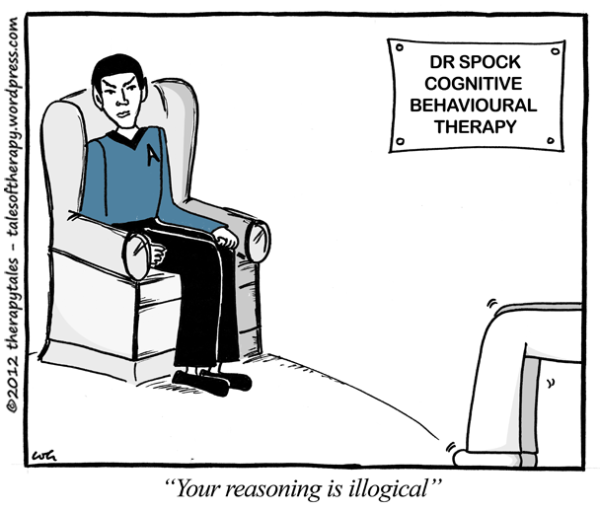 ©2012 therapytales - talesoftherapy.wordpress.com
DR SPOCK
COGNITIVE
BEHAVIOURAL
THERAPY
“Your reasoning is illogical”